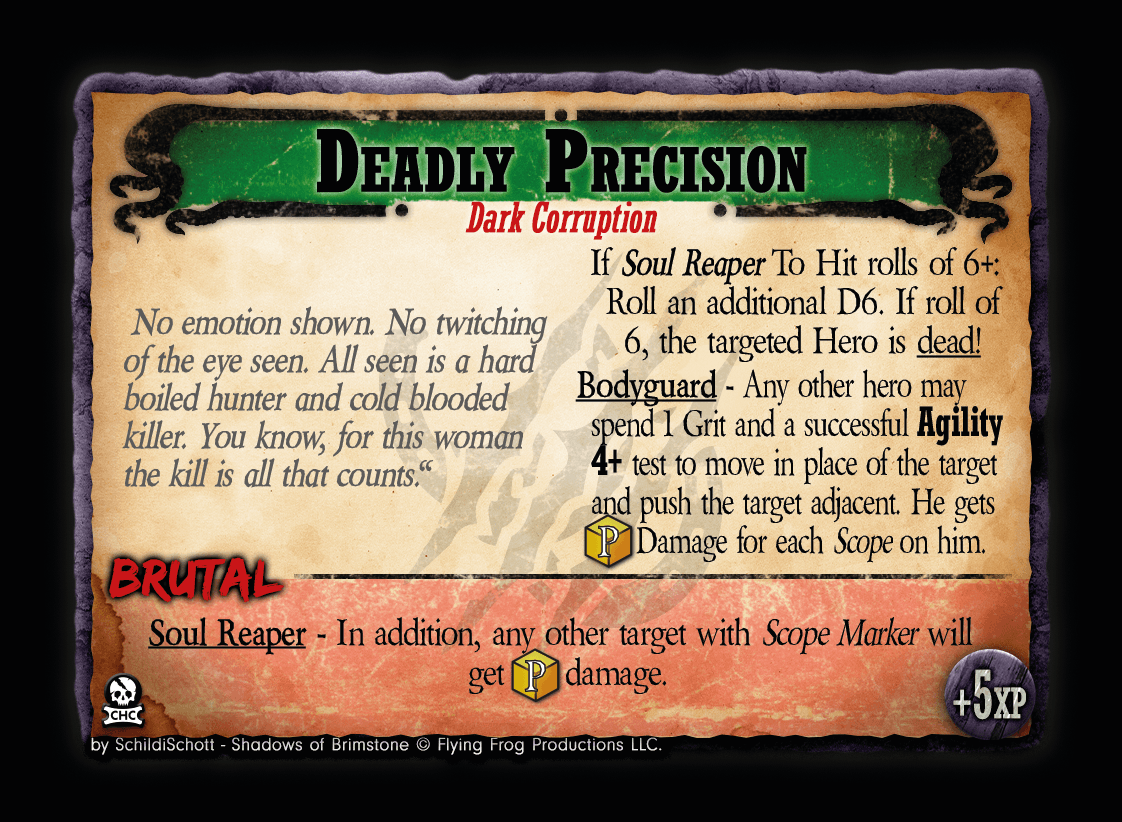 Deadly Precision
Dark Corruption
No emotion shown. No twitching
of the eye seen. All seen is a hard
boiled hunter and cold blooded
killer. You know, for this woman
the kill is all that counts.“
If Soul Reaper To Hit rolls of 6+:
Roll an additional D6. If roll of
6, the targeted Hero is dead!
Bodyguard - Any other hero may
spend 1 Grit and a successful Agility
4+ test to move in place of the target
and push the target adjacent. He gets
P Damage for each Scope on him.
BRUTAL
Soul Reaper - In addition, any other target with Scope Marker will
get P damage.
CHC
+5XP
by SchildiSchott - Shadows of Brimstone © Flying Frog Productions LLC.